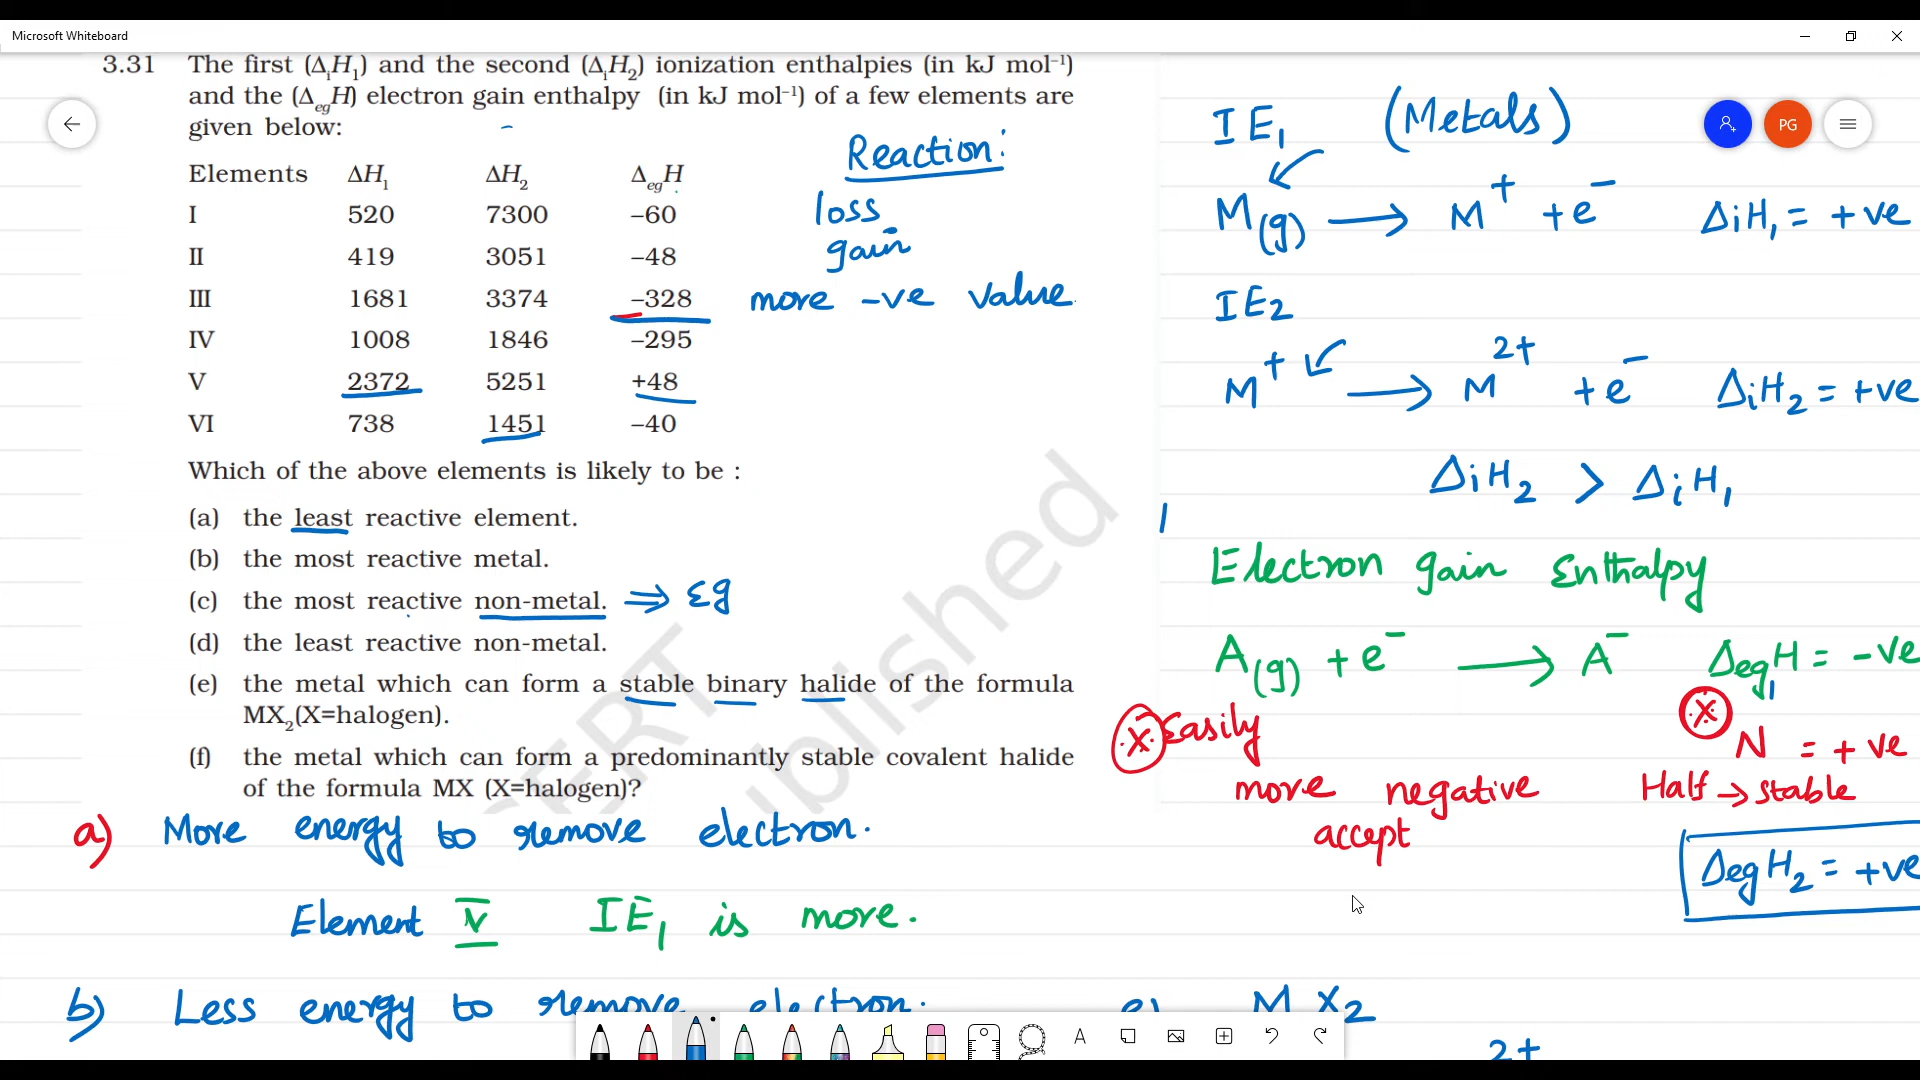 Microsoft Whiteboard
3.31 The first (ΔᵢH₁) and the second (ΔᵢH₂) ionization enthalpies (in kJ mol⁻¹)
and the (ΔegH) electron gain enthalpy (in kJ mol⁻¹) of a few elements are
given below:
Elements ΔH₁ ΔH₂ ΔegH
I 520 7300 –60
II 419 3051 –48
III 1681 3374 –328
IV 1008 1846 –295
V 2372 5251 +48
VI 738 1451 –40
Which of the above elements is likely to be :
(a) the least reactive element.
(b) the most reactive metal.
(c) the most reactive non-metal. ⇒ εg
(d) the least reactive non-metal.
(e) the metal which can form a stable binary halide of the formula
MX₂(X=halogen).
(f) the metal which can form a predominantly stable covalent halide
of the formula MX (X=halogen)?
Reaction:
loss
gain
more -ve value
a) More energy to remove electron.
Element V IE₁ is more.
b) Less energy to remove electron.
IE₁ (Metals)
M(g) → M⁺ + e⁻ ΔiH₁ = +ve
IE₂
M⁺ → M²⁺ + e⁻ ΔiH₂ = +ve
ΔiH₂ > ΔiH₁
Electron gain Enthalpy
A(g) + e⁻ → A⁻ ΔegH₁ = -ve
X Easily
more negative
accept
X
N = +ve
Half → stable
ΔegH₂ = +ve
e) MX₂
2+
PG
A